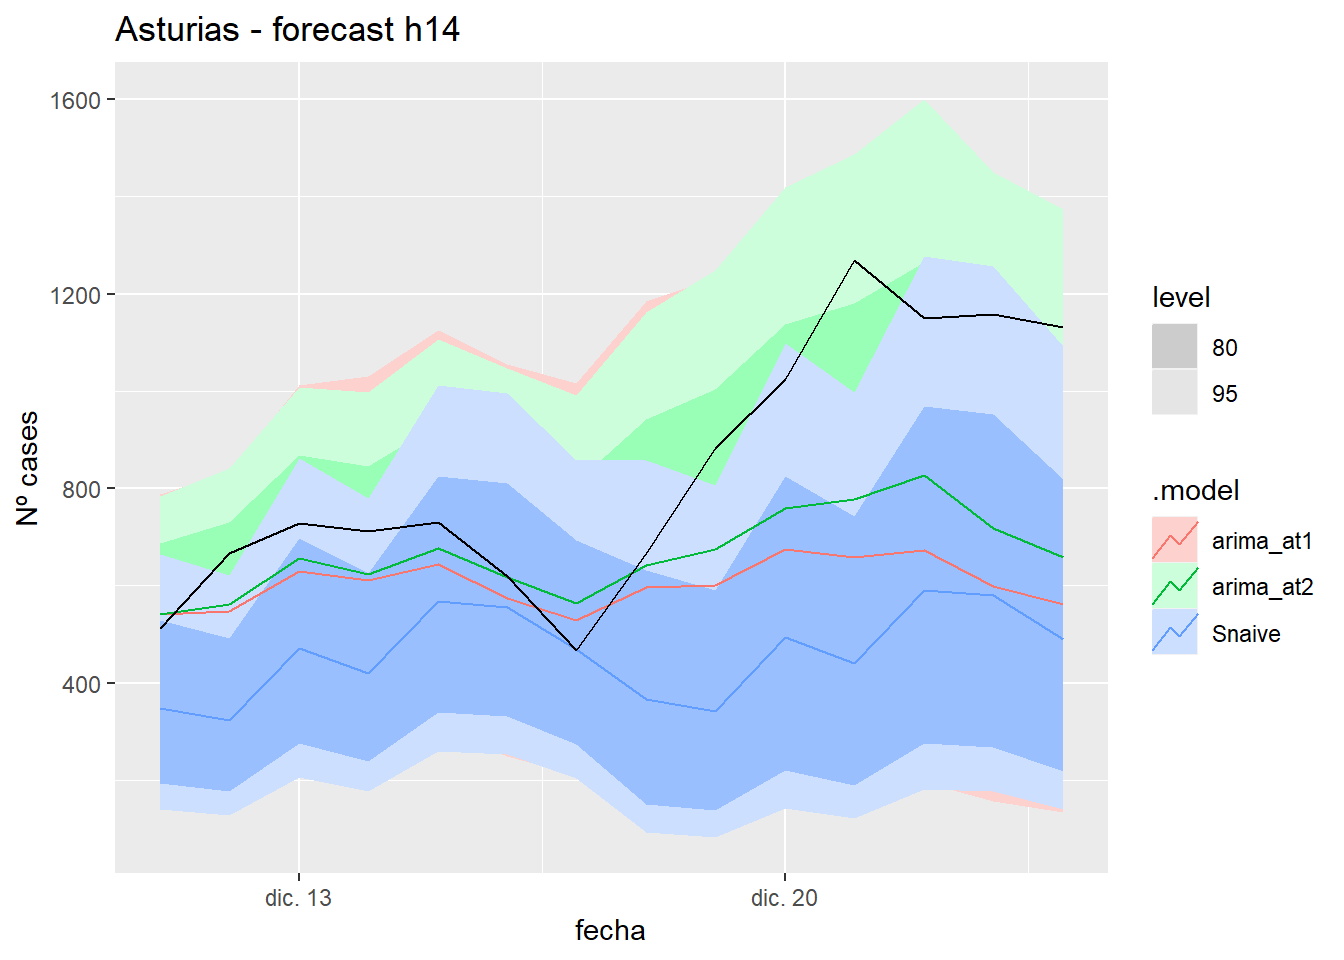 Asturias - forecast h14
1600
1200
800
400
Nº cases
dic. 13
dic. 20
fecha
level
80
95
.model
arima_at1
arima_at2
Snaive